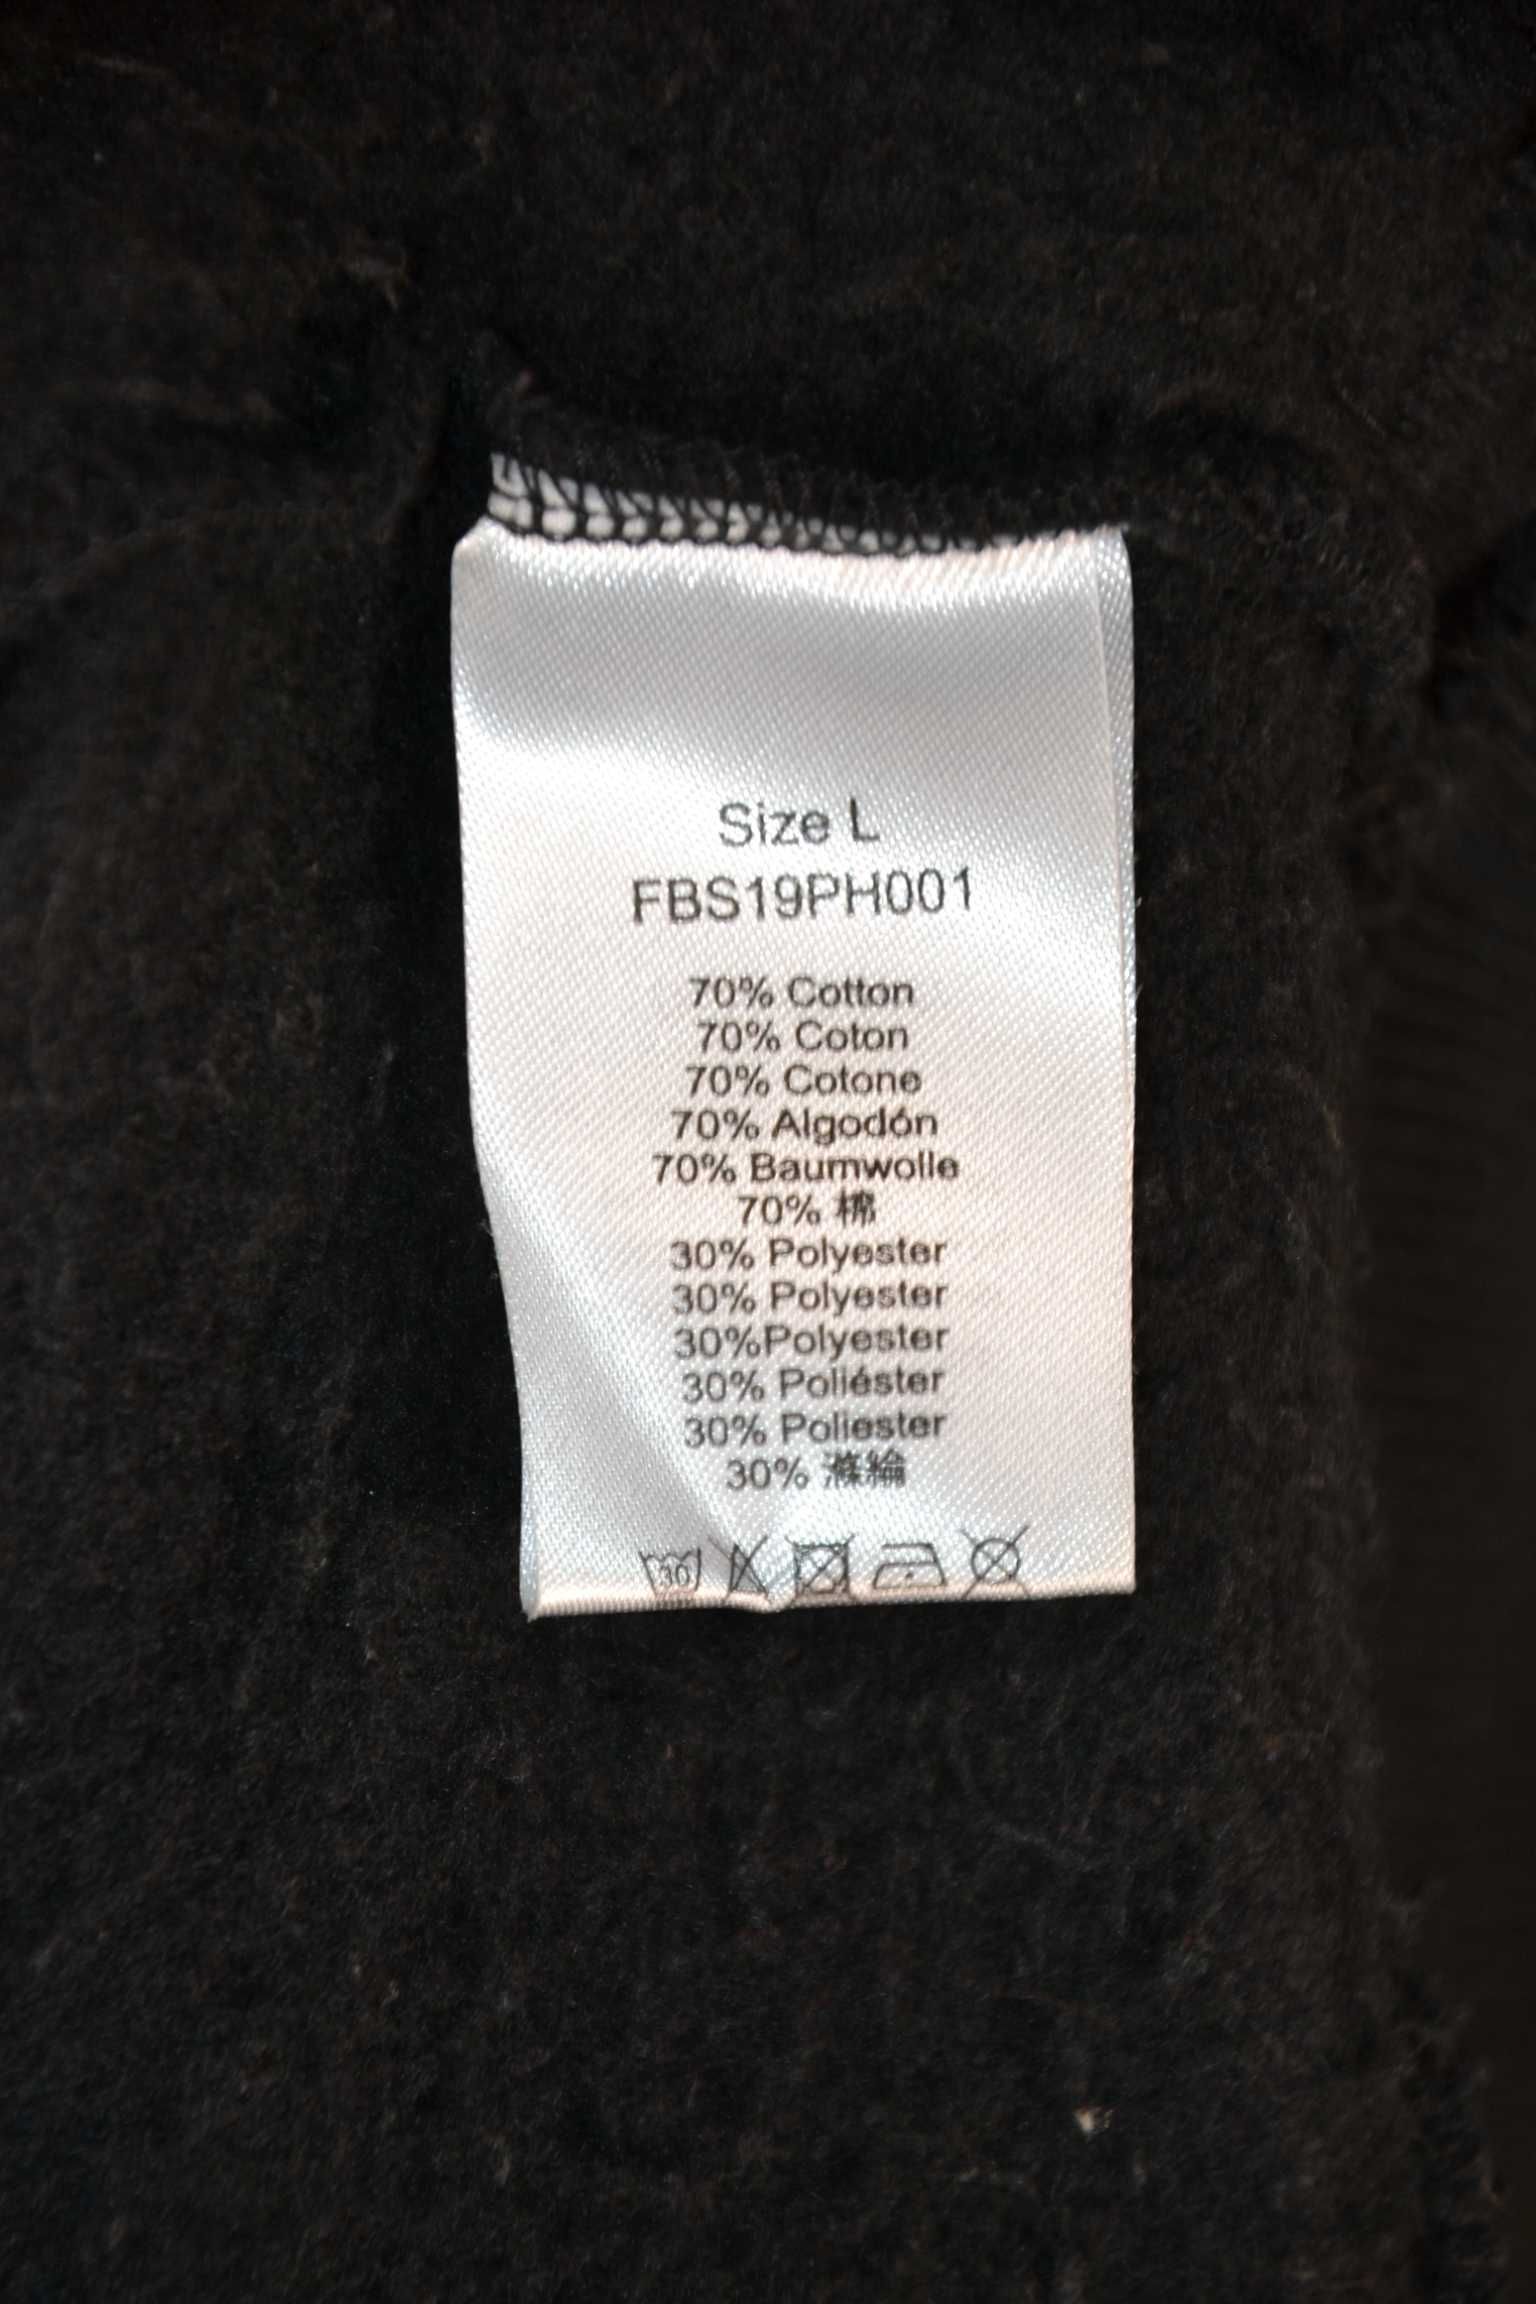 Size L
FBS19PH001
70% Cotton
70% Coton
70% Cotone
70% Algodón
70% Baumwolle
70% 棉
30% Polyester
30% Polyester
30%Polyester
30% Poliéster
30% Poliester
30% 滌綸
30